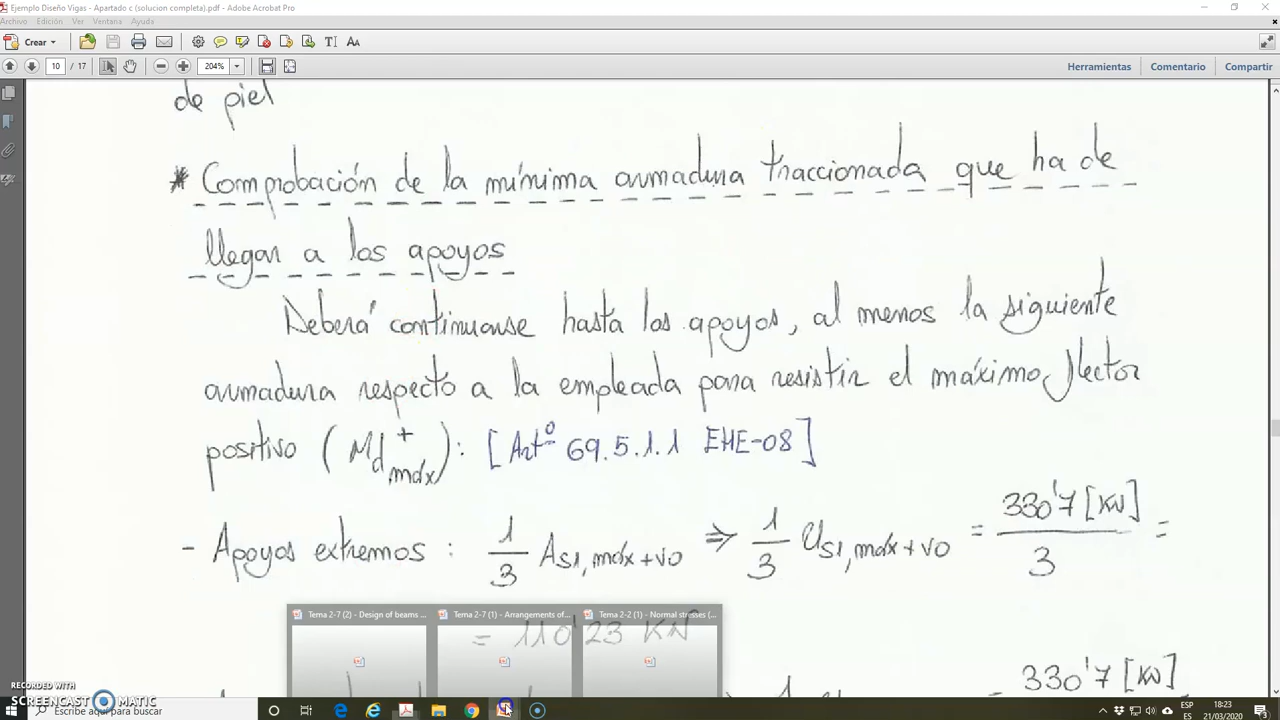 Ejemplo Diseño Vigas - Apartado c (solucion completa).pdf - Adobe Acrobat Pro
Archivo Edición Ver Ventana Ayuda
Crear
10 / 17 204% Herramientas Comentario Compartir
de piel
* Comprobación de la mínima armadura traccionada que ha de
llegar a los apoyos
Deberá continuarse hasta los apoyos, al menos la siguiente
armadura respecto a la empleada para resistir el máximo flector
positivo (Md+máx): [Artº 69.5.1.1 EHE-08]
- Apoyos extremos: 1/3 As1,máx+vo ⇒ 1/3 Us1,máx+vo = 330'7 [KN]/3 =
Tema 2-7 (2) - Design of beams ... Tema 2-7 (1) - Arrangements of... Tema 2-2 (1) - Normal stresses (...
= 110'23 KN
330'7 [KN]
RECORDED WITH
SCREENCAST MATIC
Escribe aquí para buscar
ESP 18:23
ES 21/03/2020